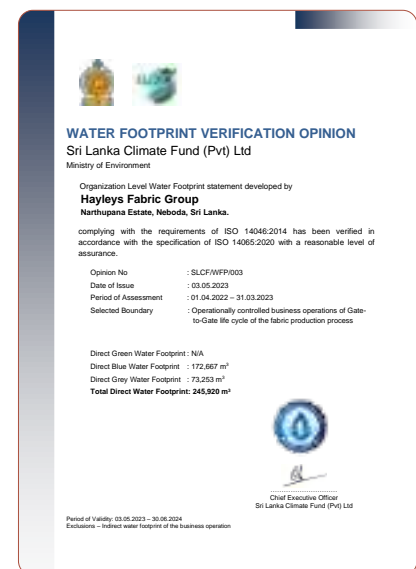 WATER FOOTPRINT VERIFICATION OPINION
Sri Lanka Climate Fund (Pvt) Ltd
Ministry of Environment
Organization Level Water Footprint statement developed by
Hayleys Fabric Group
Narthupana Estate, Neboda, Sri Lanka.
complying with the requirements of ISO 14046:2014 has been verified in
accordance with the specification of ISO 14065:2020 with a reasonable level of
assurance.
Opinion No : SLCF/WFP/003
Date of Issue : 03.05.2023
Period of Assessment : 01.04.2022 – 31.03.2023
Selected Boundary : Operationally controlled business operations of Gate-
to-Gate life cycle of the fabric production process
Direct Green Water Footprint : N/A
Direct Blue Water Footprint : 172,667 m³
Direct Grey Water Footprint : 73,253 m³
Total Direct Water Footprint: 245,920 m³
Chief Executive Officer
Sri Lanka Climate Fund (Pvt) Ltd
Period of Validity: 03.05.2023 – 30.06.2024
Exclusions – Indirect water footprint of the business operation